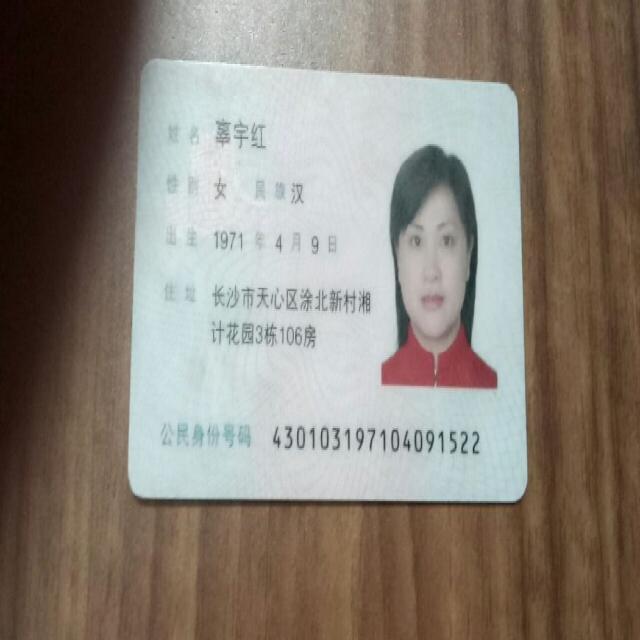 姓名 辜宇红
性别 女 民族 汉
出生 1971 年 4 月 9 日
住址 长沙市天心区涂北新村湘
计花园3栋106房
公民身份号码 430103197104091522